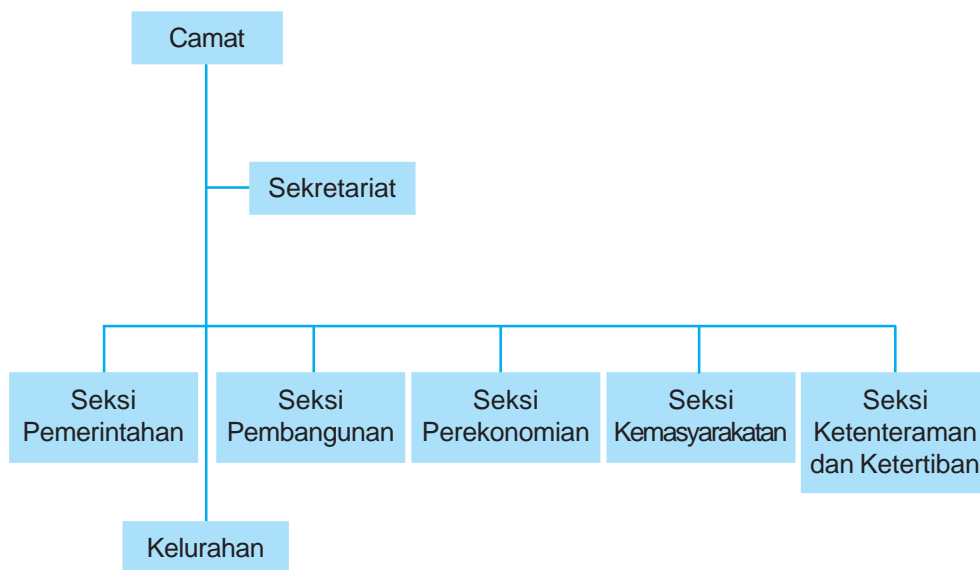 Camat
Sekretariat
Seksi
Pemerintahan
Seksi
Pembangunan
Seksi
Perekonomian
Seksi
Kemasyarakatan
Seksi
Ketenteraman
dan Ketertiban
Kelurahan